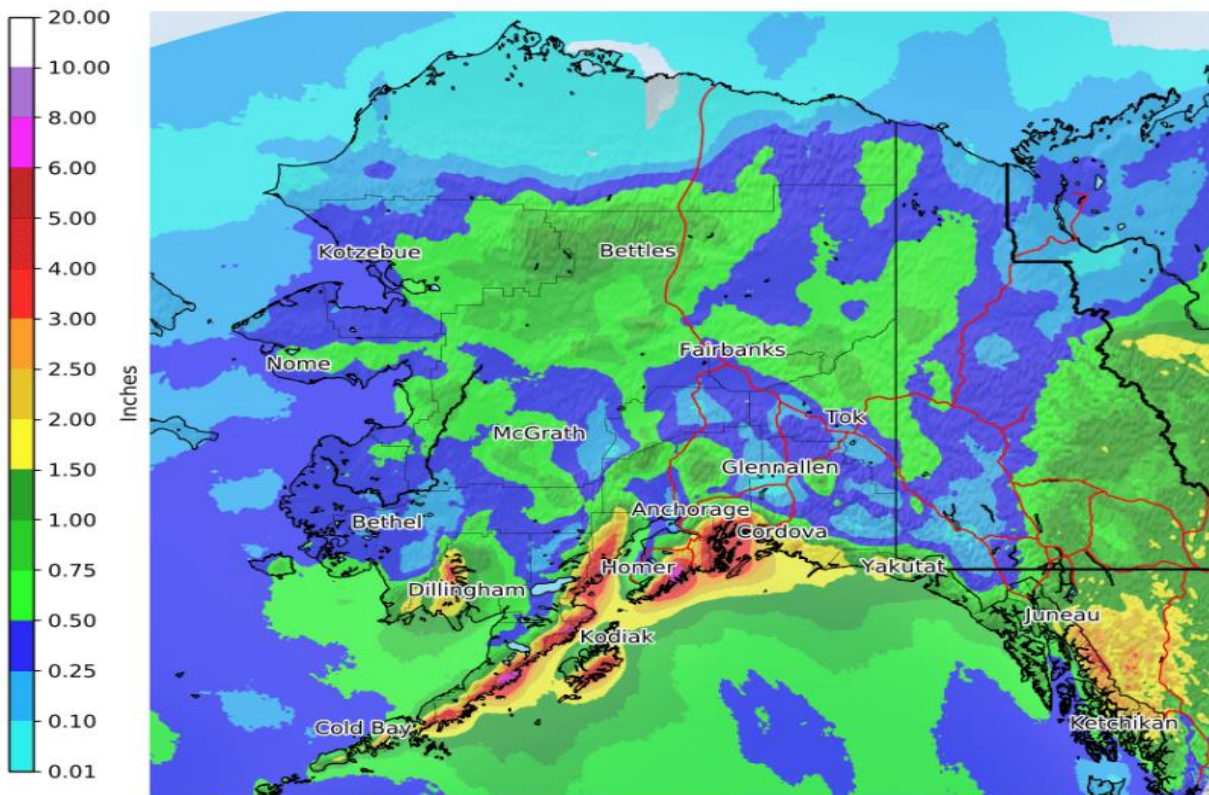 20.00
10.00
8.00
6.00
5.00
4.00
3.00
2.50
2.00
1.50
1.00
0.75
0.50
0.25
0.10
0.01
Inches
Kotzebue
Bettles
Nome
Fairbanks
McGrath
Tok
Glennallen
Anchorage
Bethel
Cordova
Homer
Yakutat
Dillingham
Juneau
Kodiak
Cold Bay
Ketchikan